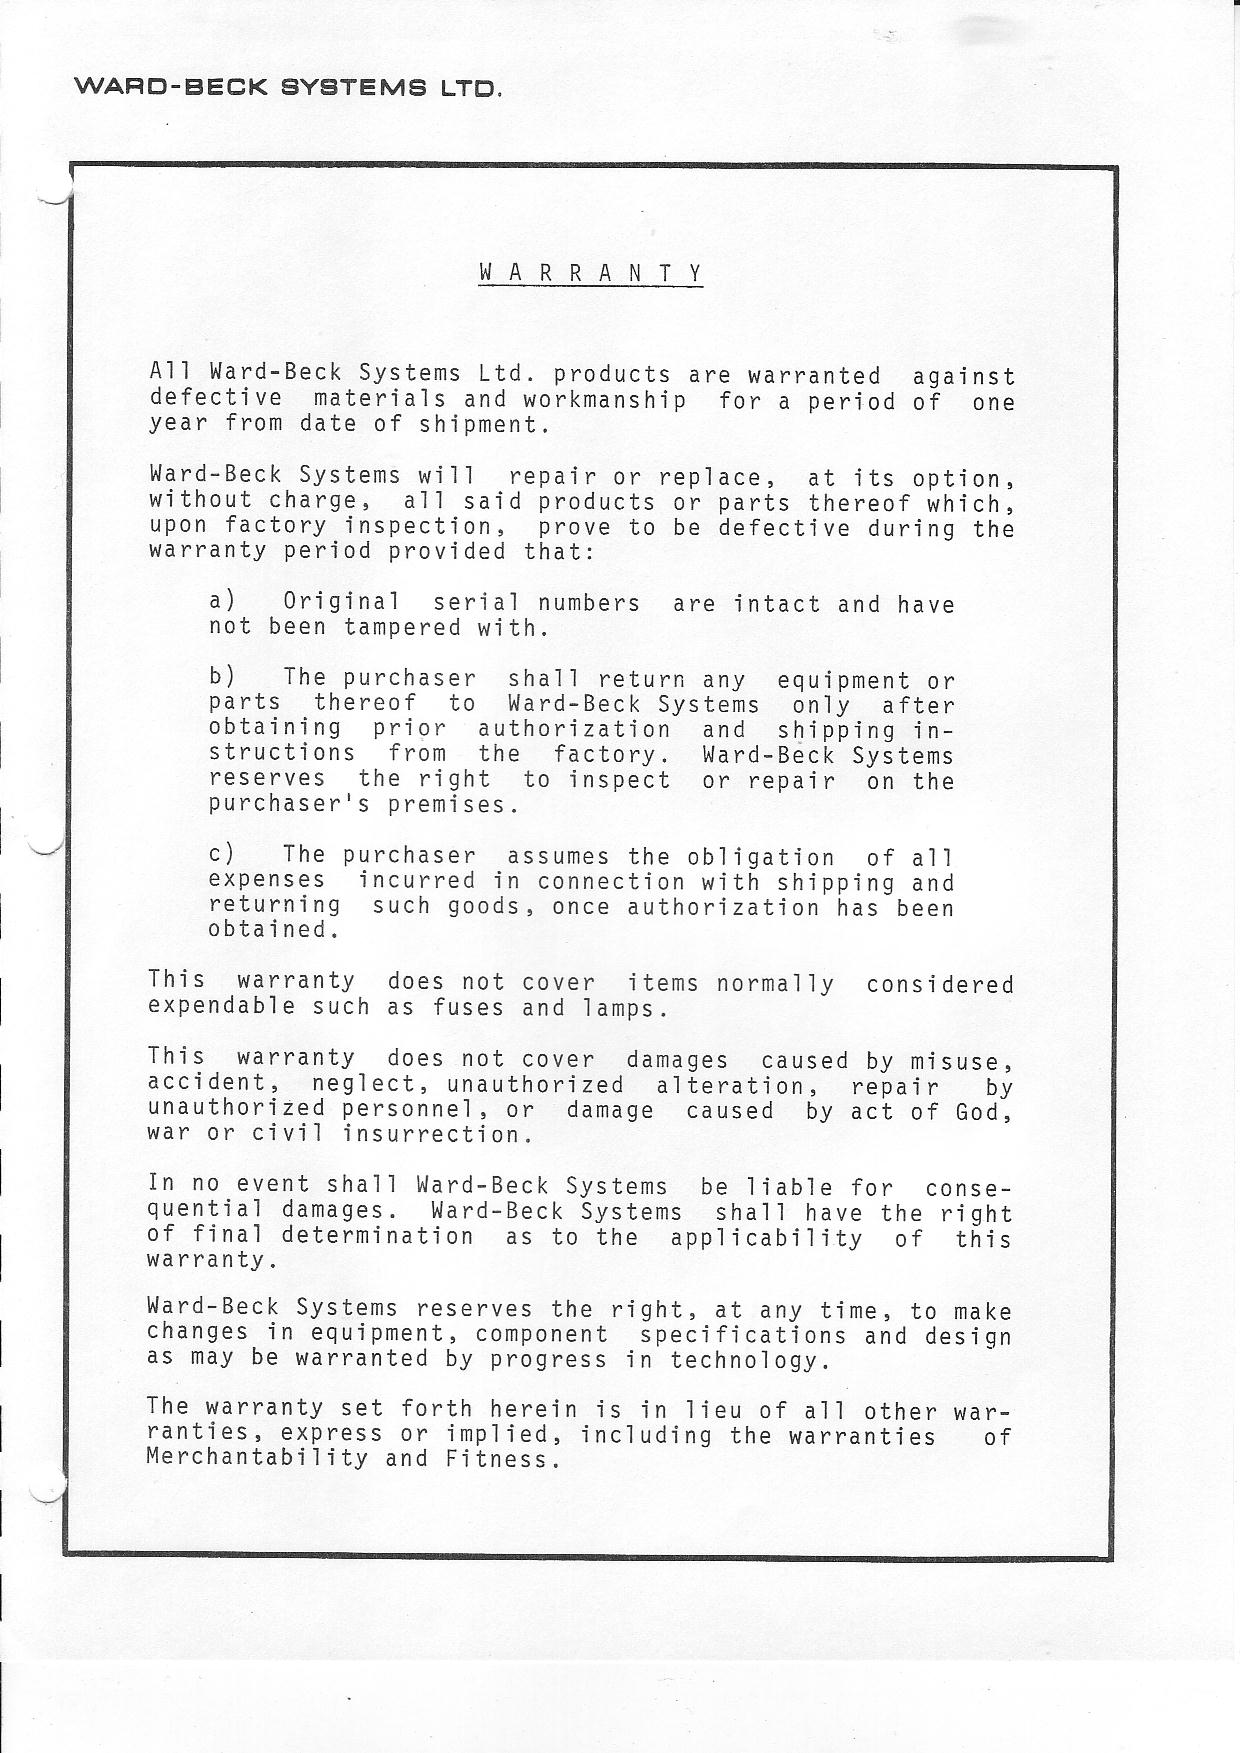 WARD-BECK SYSTEMS LTD.
WARRANTY
All Ward-Beck Systems Ltd. products are warranted against
defective materials and workmanship for a period of one
year from date of shipment.
Ward-Beck Systems will repair or replace, at its option,
without charge, all said products or parts thereof which,
upon factory inspection, prove to be defective during the
warranty period provided that:
a) Original serial numbers are intact and have
not been tampered with.
b) The purchaser shall return any equipment or
parts thereof to Ward-Beck Systems only after
obtaining prior authorization and shipping in-
structions from the factory. Ward-Beck Systems
reserves the right to inspect or repair on the
purchaser's premises.
c) The purchaser assumes the obligation of all
expenses incurred in connection with shipping and
returning such goods, once authorization has been
obtained.
This warranty does not cover items normally considered
expendable such as fuses and lamps.
This warranty does not cover damages caused by misuse,
accident, neglect, unauthorized alteration, repair by
unauthorized personnel, or damage caused by act of God,
war or civil insurrection.
In no event shall Ward-Beck Systems be liable for conse-
quential damages. Ward-Beck Systems shall have the right
of final determination as to the applicability of this
warranty.
Ward-Beck Systems reserves the right, at any time, to make
changes in equipment, component specifications and design
as may be warranted by progress in technology.
The warranty set forth herein is in lieu of all other war-
ranties, express or implied, including the warranties of
Merchantability and Fitness.